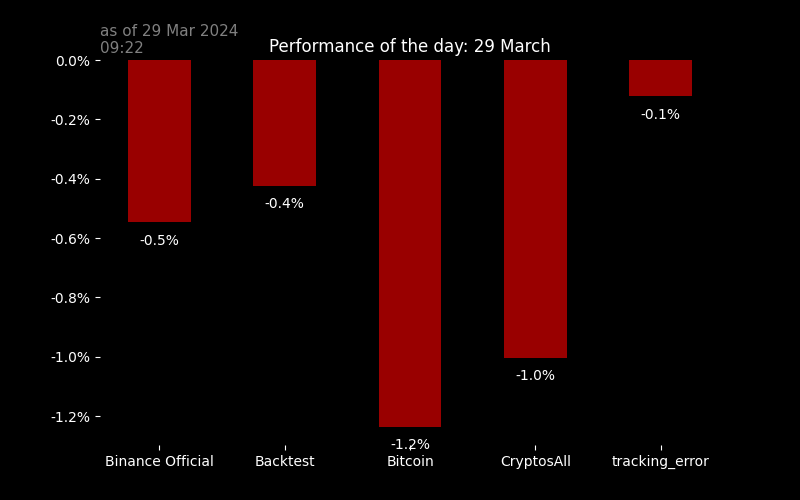 as of 29 Mar 2024
09:22
Performance of the day: 29 March
0.0%
-0.2%
-0.4%
-0.6%
-0.8%
-1.0%
-1.2%
-0.5%
-0.4%
-1.2%
-1.0%
-0.1%
Binance Official
Backtest
Bitcoin
CryptosAll
tracking_error